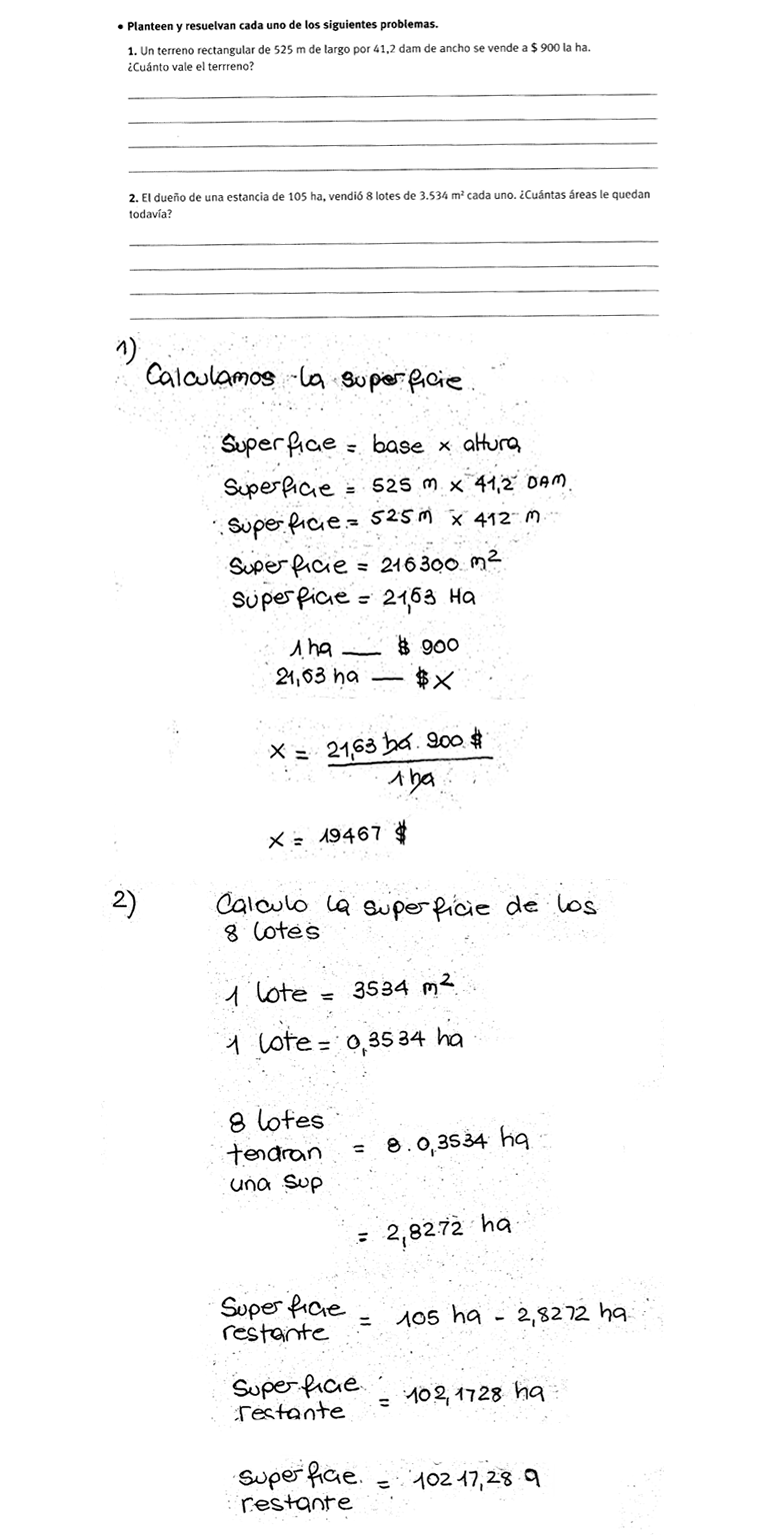 • Planteen y resuelvan cada uno de los siguientes problemas.
1. Un terreno rectangular de 525 m de largo por 41,2 dam de ancho se vende a $ 900 la ha.
¿Cuánto vale el terrreno?
2. El dueño de una estancia de 105 ha, vendió 8 lotes de 3.534 m² cada uno. ¿Cuántas áreas le quedan
todavía?
1)
Calculamos la superficie.
Superficie = base x altura
Superficie = 525 m x 41,2 DAM.
Superficie = 525 m x 412 m
Superficie = 216300 m²
Superficie = 21,63 Ha
1 ha — $ 900
21,63 ha — $ X
X = 21,63 ha . 900 $
1 ha
X = 19467 $
2) Calculo la superficie de los
8 lotes
1 lote = 3534 m²
1 lote = 0,3534 ha
8 lotes
tendran = 8 . 0,3534 ha
una sup
= 2,8272 ha
Superficie = 105 ha - 2,8272 ha
restante
Superficie = 102,1728 ha
restante
Superficie = 10217,28 a
restante